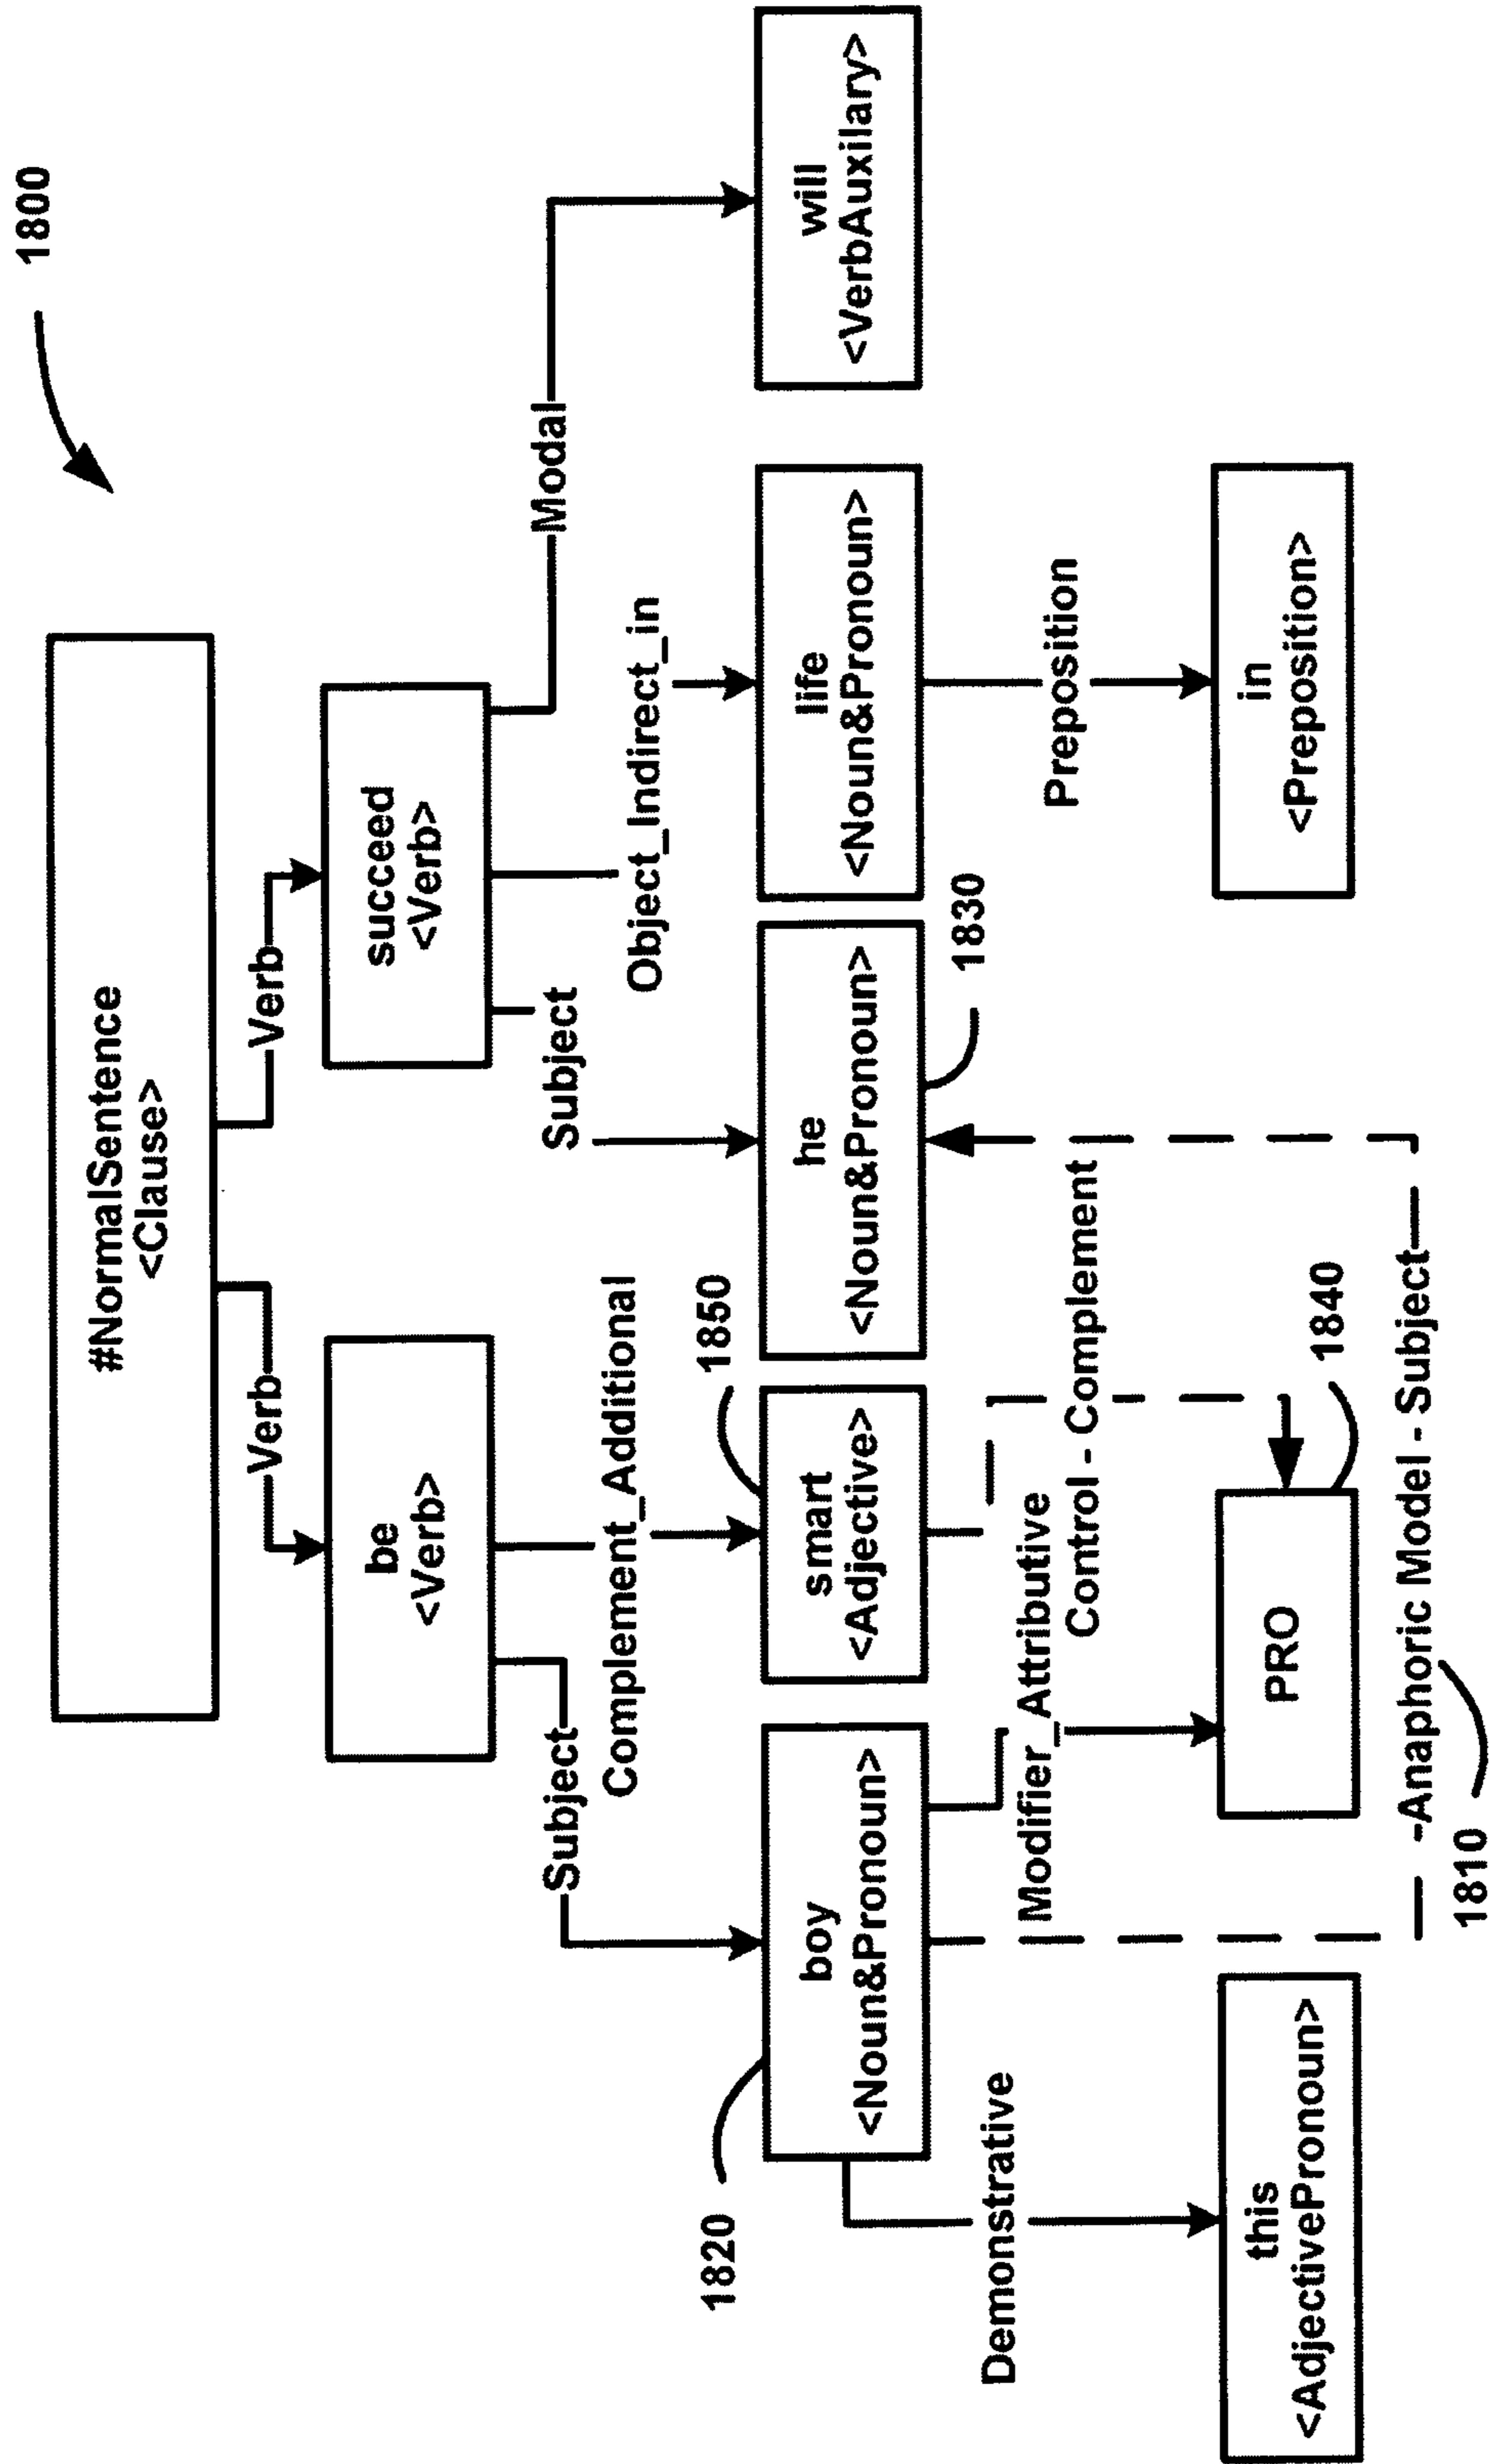 1800
#NormalSentence
<Clause>
Verb
Verb
be
<Verb>
succeed
<Verb>
Subject
Complement_Additional
Subject
Object_Indirect_in
Modal
1820
1850
boy
<Noun&Pronoun>
smart
<Adjective>
he
<Noun&Pronoun>
life
<Noun&Pronoun>
will
<VerbAuxilary>
1830
Demonstrative
Modifier_Attributive
Control - Complement
Preposition
this
<AdjectivePronoun>
PRO
1840
in
<Preposition>
Anaphoric Model - Subject
1810